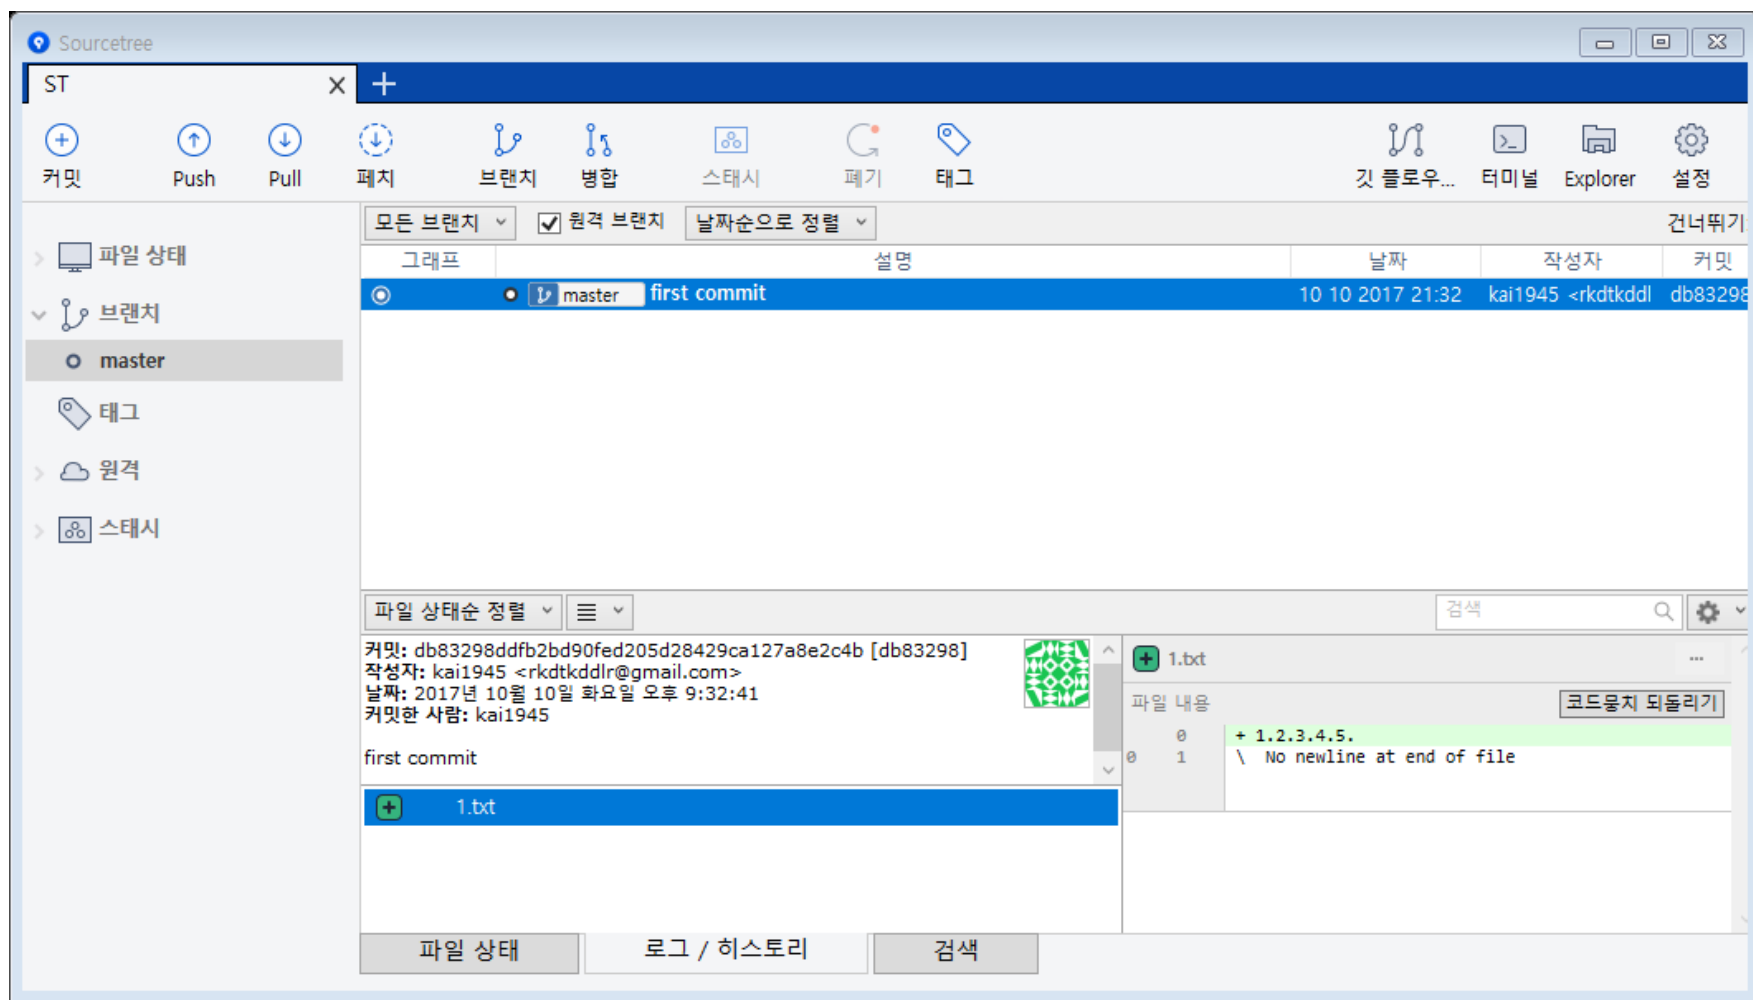 Sourcetree
ST
커밋 Push Pull 페치 브랜치 병합 스태시 폐기 태그 깃 플로우... 터미널 Explorer 설정
모든 브랜치 원격 브랜치 날짜순으로 정렬 건너뛰기
파일 상태
브랜치
master
태그
원격
스태시
그래프 설명 날짜 작성자 커밋
master first commit 10 10 2017 21:32 kai1945 <rkdtkddl db83298
파일 상태순 정렬 검색
커밋: db83298ddfb2bd90fed205d28429ca127a8e2c4b [db83298]
작성자: kai1945 <rkdtkddlr@gmail.com>
날짜: 2017년 10월 10일 화요일 오후 9:32:41
커밋한 사람: kai1945
first commit
1.txt
1.txt ...
파일 내용 코드뭉치 되돌리기
0 + 1.2.3.4.5.
0 1 \ No newline at end of file
파일 상태 로그 / 히스토리 검색